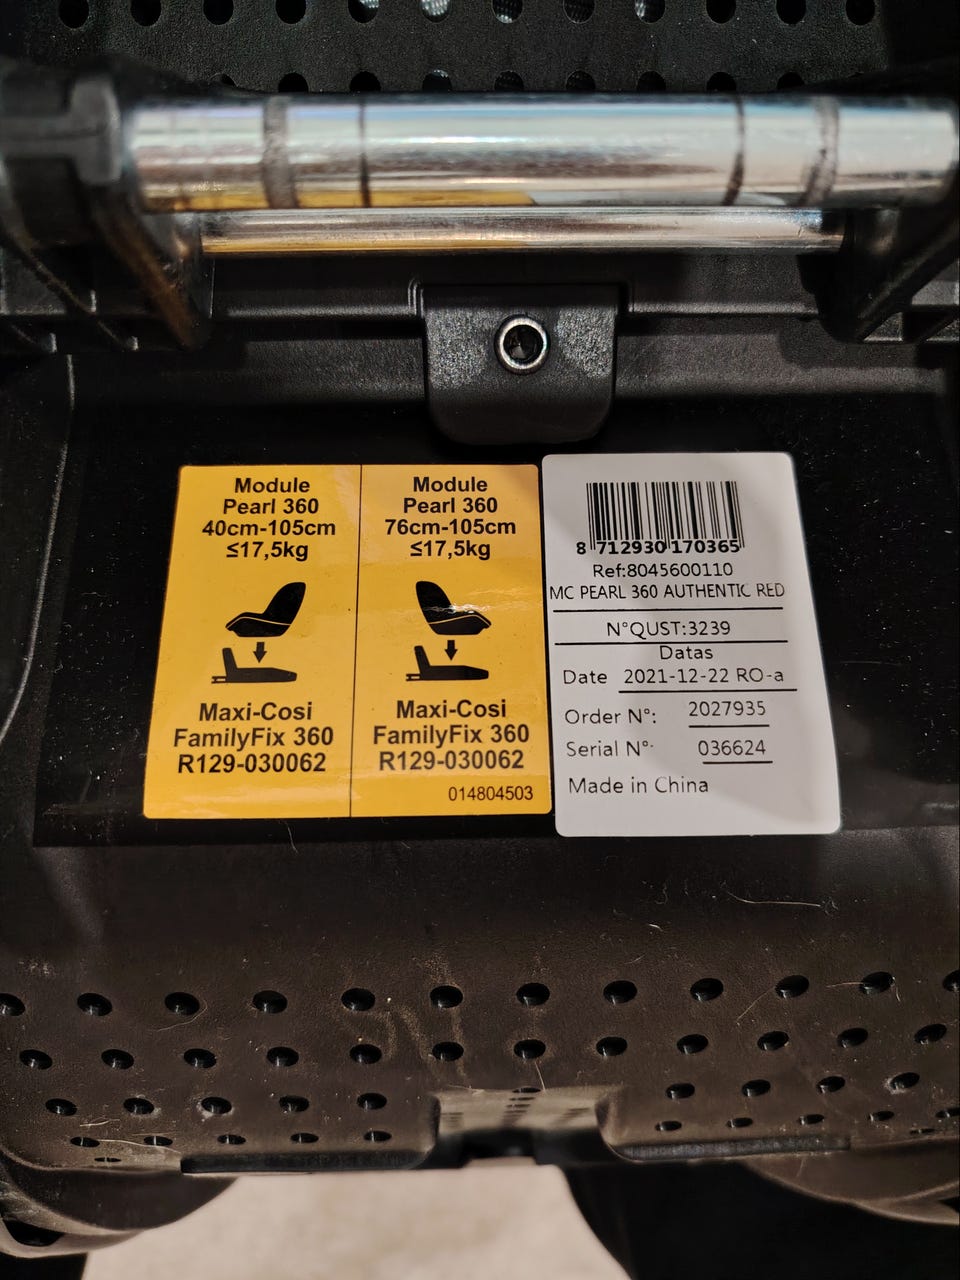 Module
Pearl 360
40cm-105cm
≤17,5kg
Maxi-Cosi
FamilyFix 360
R129-030062
Module
Pearl 360
76cm-105cm
≤17,5kg
Maxi-Cosi
FamilyFix 360
R129-030062
014804503
8 712930 170365
Ref:8045600110
MC PEARL 360 AUTHENTIC RED
N°QUST:3239
Datas
Date 2021-12-22 RO-a
Order N°: 2027935
Serial N°· 036624
Made in China